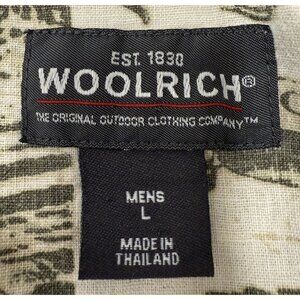 EST. 1830
WOOLRICH®
THE ORIGINAL OUTDOOR CLOTHING COMPANY™
MENS
L
MADE IN
THAILAND